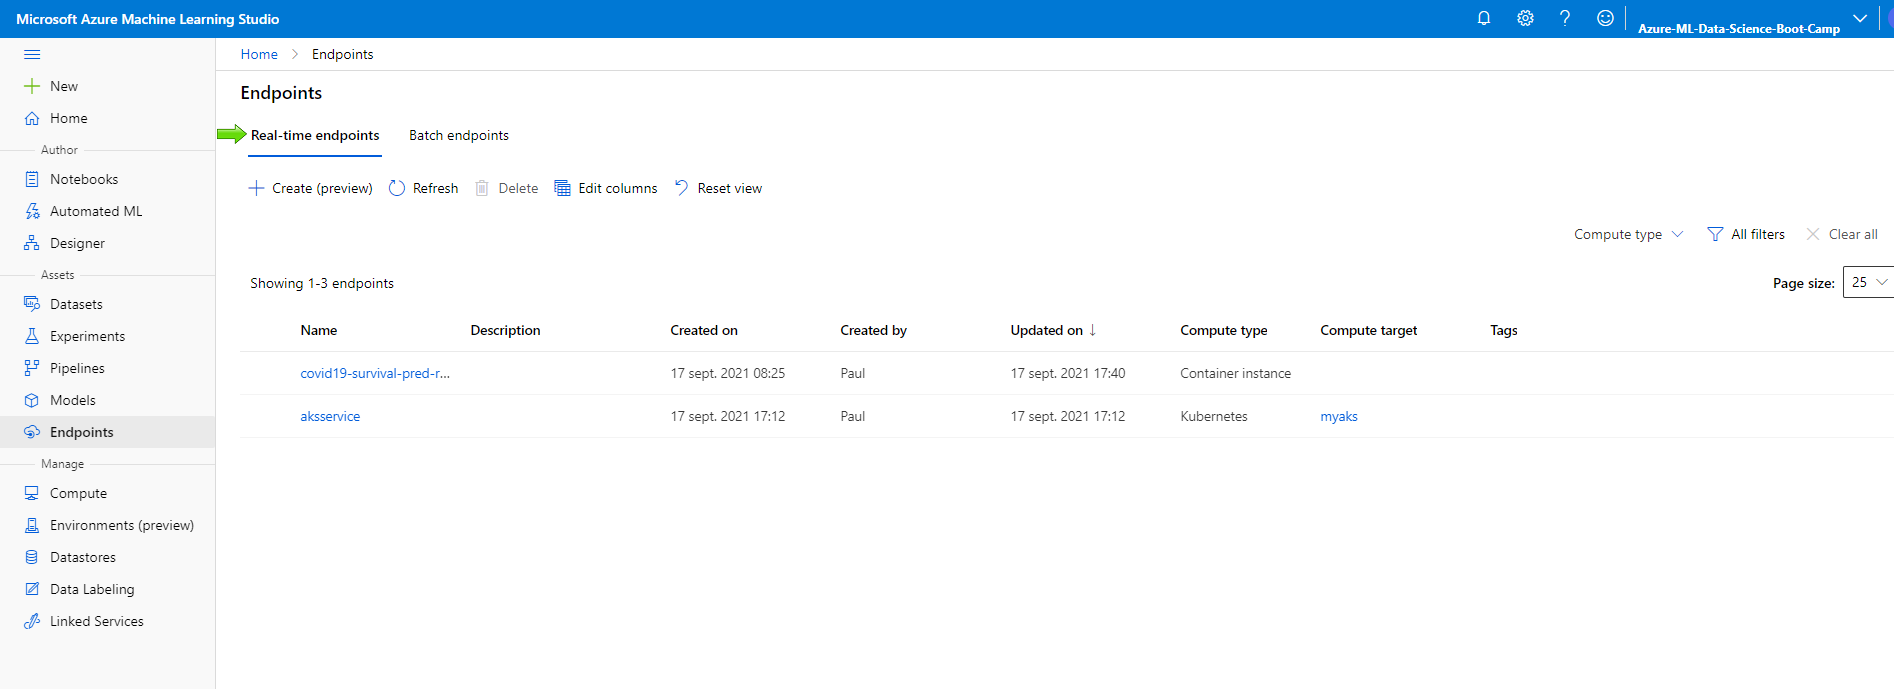 Microsoft Azure Machine Learning Studio
Azure-ML-Data-Science-Boot-Camp
New
Home
Author
Notebooks
Automated ML
Designer
Assets
Datasets
Experiments
Pipelines
Models
Endpoints
Manage
Compute
Environments (preview)
Datastores
Data Labeling
Linked Services
Home > Endpoints
Endpoints
Real-time endpoints Batch endpoints
Create (preview) Refresh Delete Edit columns Reset view
Compute type All filters Clear all
Showing 1-3 endpoints Page size: 25
Name Description Created on Created by Updated on ↓ Compute type Compute target Tags
covid19-survival-pred-r... 17 sept. 2021 08:25 Paul 17 sept. 2021 17:40 Container instance
aksservice 17 sept. 2021 17:12 Paul 17 sept. 2021 17:12 Kubernetes myaks